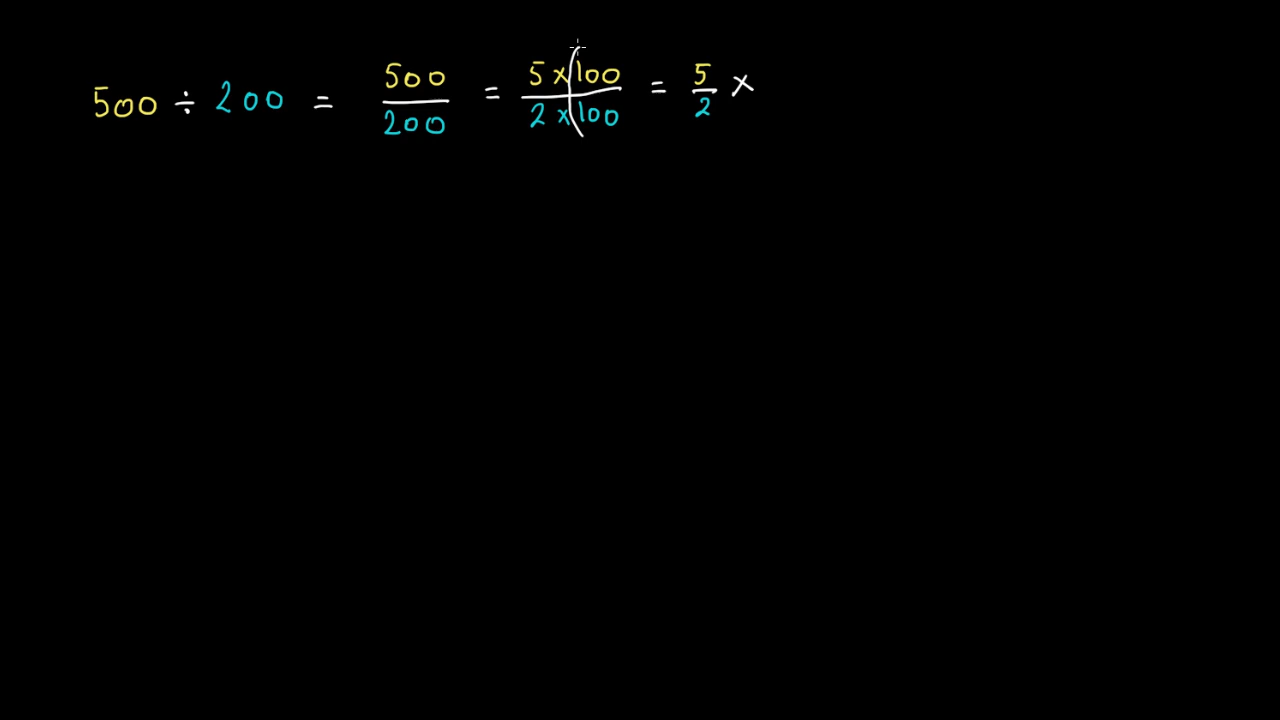 500 ÷ 200 = 500/200 = 5 x (100/2 x (100 = 5/2 x